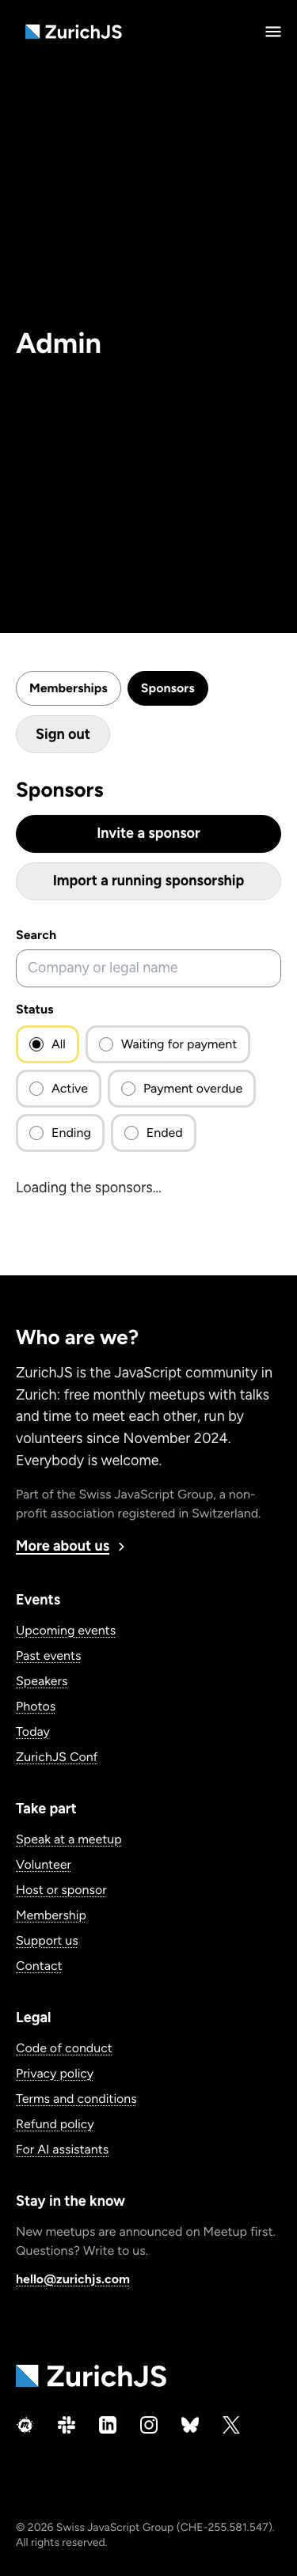 ZurichJS
Admin
Memberships
Sponsors
Sign out
Sponsors
Invite a sponsor
Import a running sponsorship
Search
Company or legal name
Status
All
Waiting for payment
Active
Payment overdue
Ending
Ended
Loading the sponsors…
Who are we?
ZurichJS is the JavaScript community in
Zurich: free monthly meetups with talks
and time to meet each other, run by
volunteers since November 2024.
Everybody is welcome.
Part of the Swiss JavaScript Group, a non-
profit association registered in Switzerland.
More about us
Events
Upcoming events
Past events
Speakers
Photos
Today
ZurichJS Conf
Take part
Speak at a meetup
Volunteer
Host or sponsor
Membership
Support us
Contact
Legal
Code of conduct
Privacy policy
Terms and conditions
Refund policy
For AI assistants
Stay in the know
New meetups are announced on Meetup first.
Questions? Write to us.
hello@zurichjs.com
ZurichJS
© 2026 Swiss JavaScript Group (CHE-255.581.547).
All rights reserved.